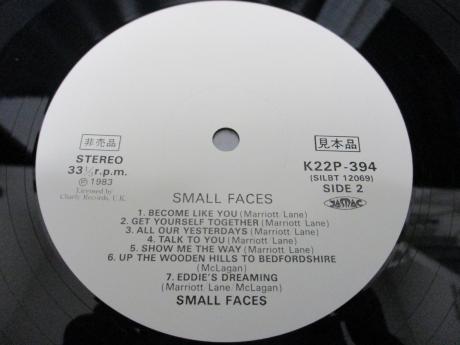 非売品
見本品
STEREO
33 1/3 r.p.m.
℗ 1983
Licensed by
Charly Records, U.K.
K22P-394
(SILBT 12069)
SIDE 2
JASRAC
SMALL FACES
1. BECOME LIKE YOU (Marriott/Lane)
2. GET YOURSELF TOGETHER (Marriott/Lane)
3. ALL OUR YESTERDAYS (Marriott/Lane)
4. TALK TO YOU (Marriott/Lane)
5. SHOW ME THE WAY (Marriott/Lane)
6. UP THE WOODEN HILLS TO BEDFORDSHIRE
(McLagan)
7. EDDIE'S DREAMING
(Marriott/Lane/McLagan)
SMALL FACES